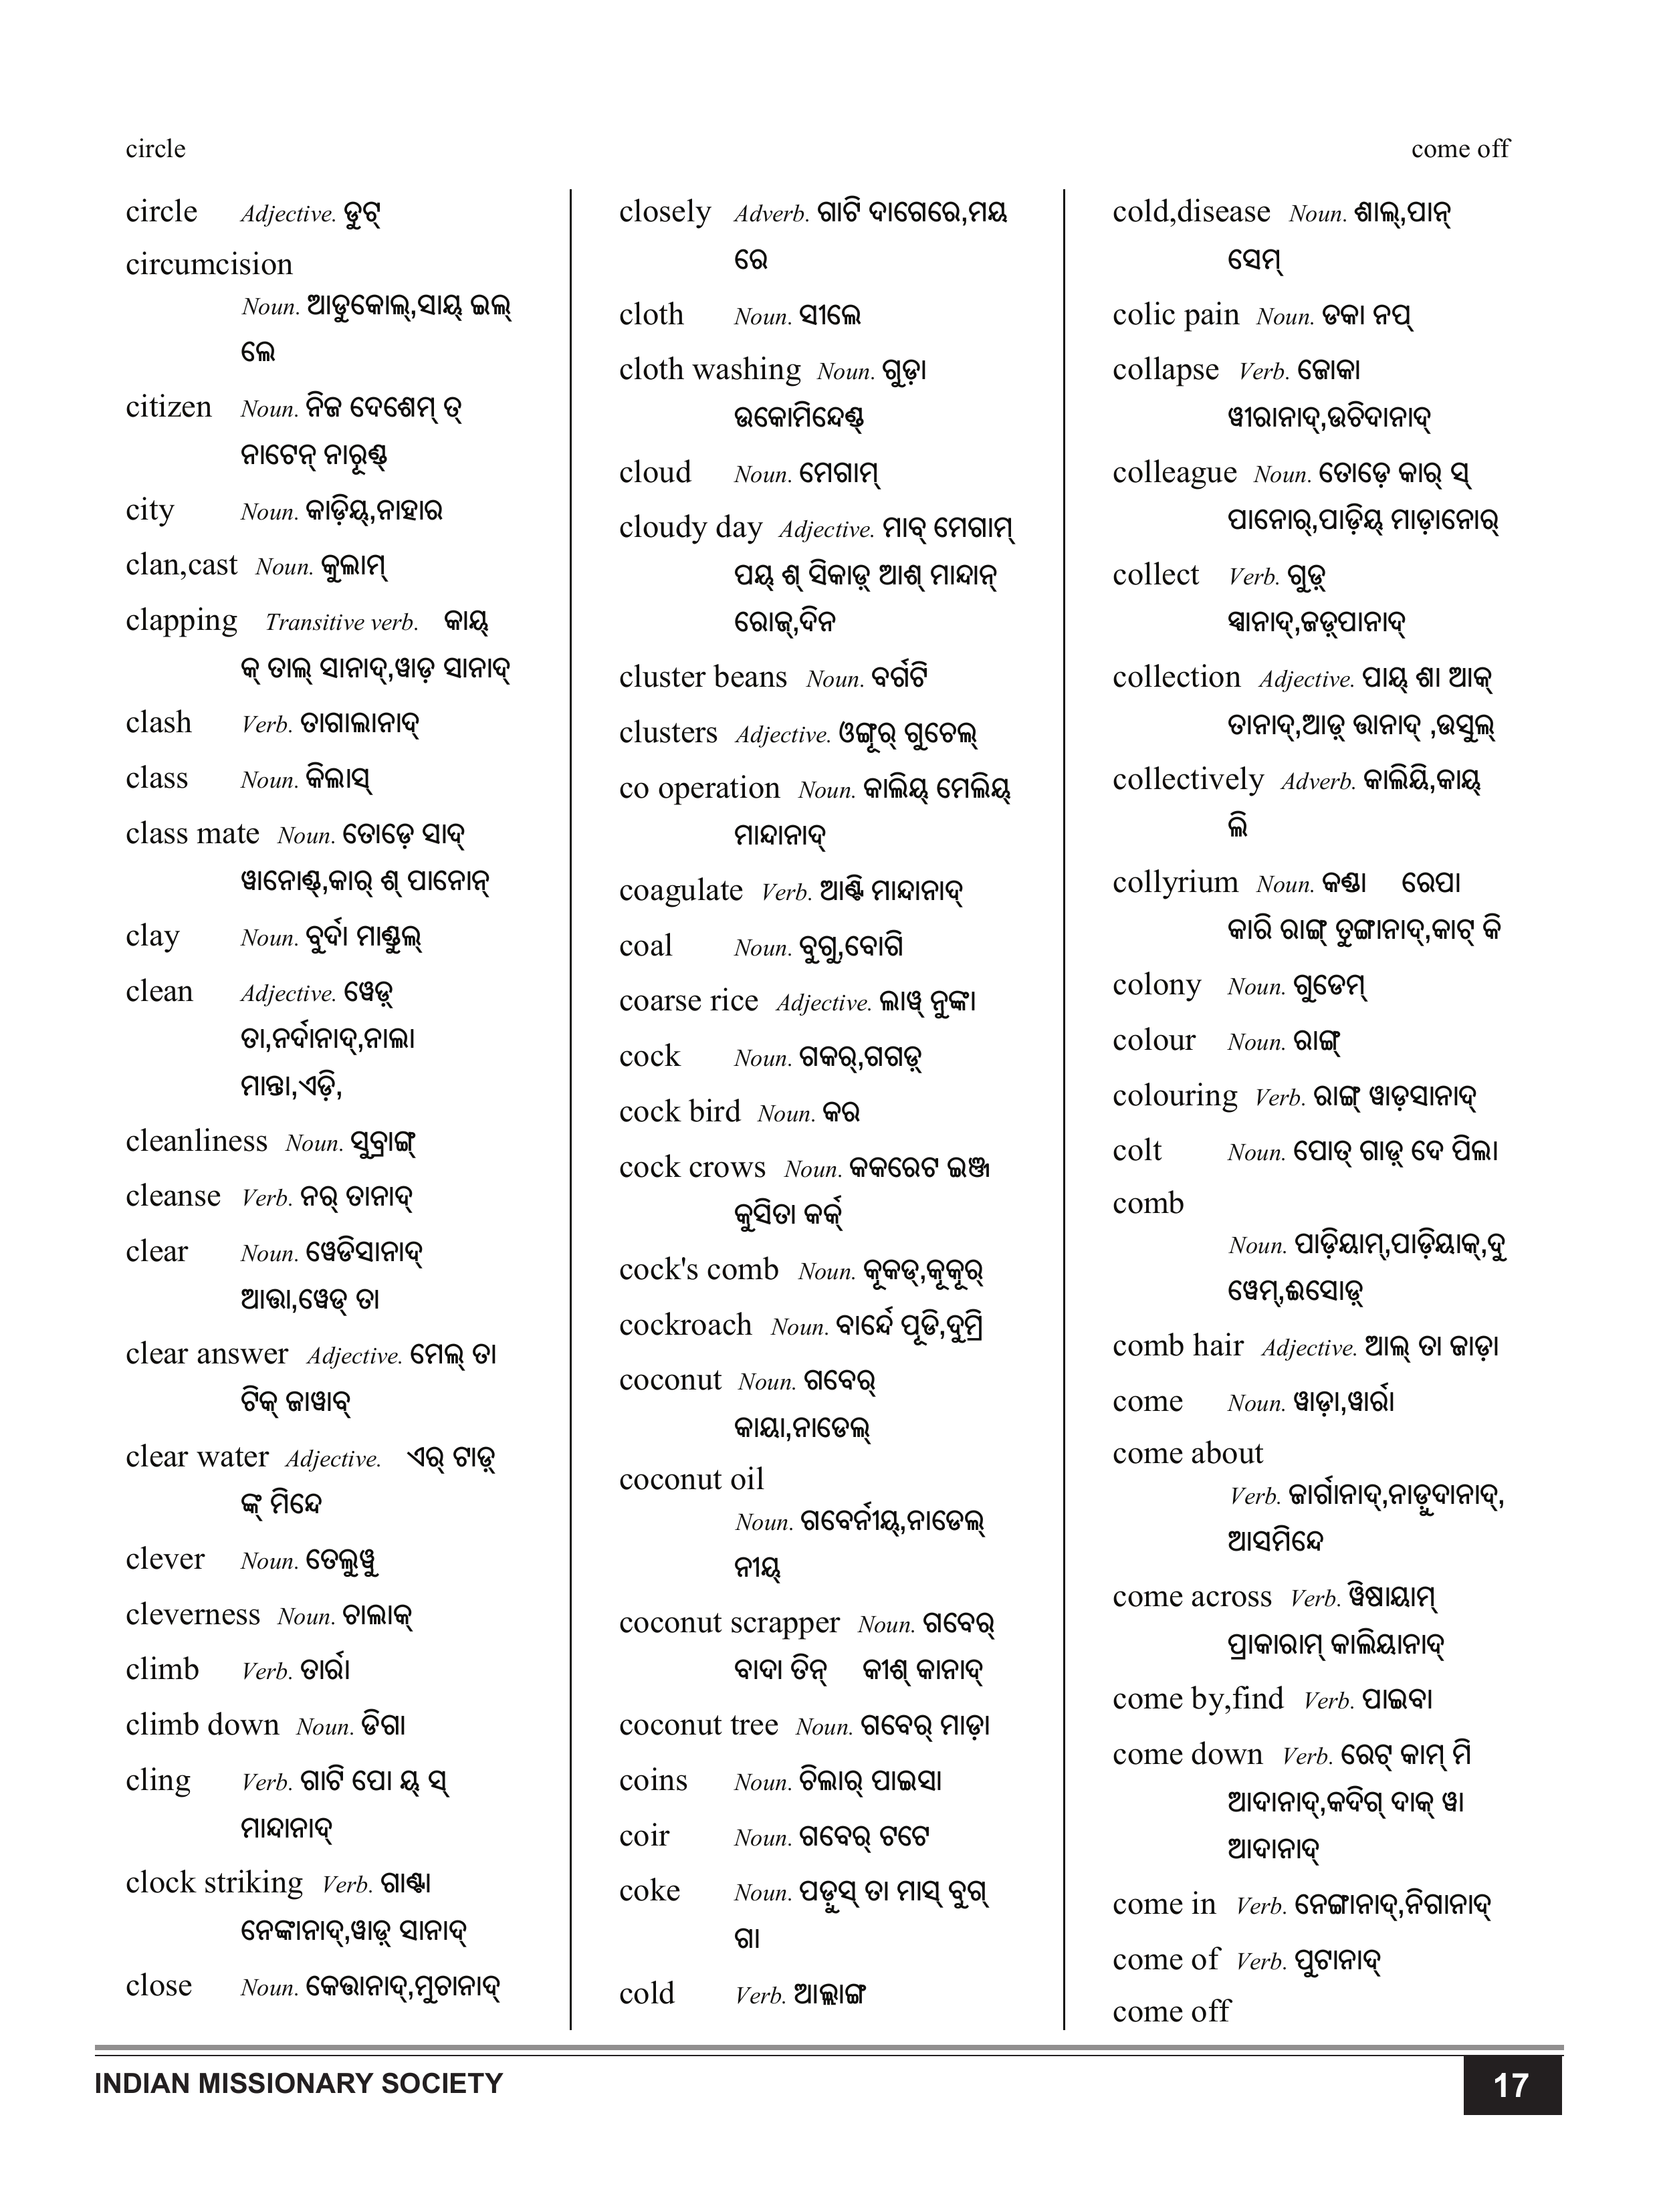 circle come off
circle Adjective. ଡୁଟ୍
circumcision
Noun. ଆଡୁକୋଲ୍,ସାୟ୍ ଇଲ୍
ଲେ
citizen Noun. ନିଜ ଦେଶେମ୍ ତ୍
ନାଟେନ୍ ନାରୂଣ୍ଡ୍
city Noun. କାଡ଼ିୟ୍,ନାହାର
clan,cast Noun. କୁଲାମ୍
clapping Transitive verb. କାୟ୍
କ୍ ତାଲ୍ ସାନାଦ୍,ୱାଡ଼ ସାନାଦ୍
clash Verb. ତାଗାଲାନାଦ୍
class Noun. କିଲାସ୍
class mate Noun. ତୋଡ଼େ ସାଦ୍
ୱାନୋଣ୍ଡ୍,କାର୍ ଶ୍ ପାନୋନ୍
clay Noun. ବୁର୍ଦା ମାଣ୍ଡୁଲ୍
clean Adjective. ୱେଡ଼୍
ତା,ନର୍ଦାନାଦ୍,ନାଲା
ମାନ୍ତା,ଏଡ଼ି,
cleanliness Noun. ସୁବ୍ରାଙ୍ଗ୍
cleanse Verb. ନର୍ ତାନାଦ୍
clear Noun. ୱେଡିସାନାଦ୍
ଆତ୍ତା,ୱେଡ୍ ତା
clear answer Adjective. ମେଲ୍ ତା
ଟିକ୍ ଜାୱାବ୍
clear water Adjective. ଏର୍ ଟାଡ଼୍
ଙ୍କ୍ ମିନ୍ଦେ
clever Noun. ତେଲୁୱୁ
cleverness Noun. ଚାଲାକ୍
climb Verb. ତାର୍ରା
climb down Noun. ଡିଗା
cling Verb. ଗାଟି ପୋ ୟ୍ ସ୍
ମାନ୍ଦାନାଦ୍
clock striking Verb. ଗାଣ୍ଟା
ନେଙ୍କାନାଦ୍,ୱାଡ଼୍ ସାନାଦ୍
close Noun. କେତ୍ତାନାଦ୍,ମୁଚାନାଦ୍
closely Adverb. ଗାଟି ଦାଗେରେ,ମୟ
ରେ
cloth Noun. ସୀଲେ
cloth washing Noun. ଗୁଡ଼ା
ଉକୋମିନ୍ଦେଣ୍ଡ୍
cloud Noun. ମେଗାମ୍
cloudy day Adjective. ମାବ୍ ମେଗାମ୍
ପୟ୍ ଶ୍ ସିକାଡ଼୍ ଆଶ୍ ମାନ୍ଦାନ୍
ରୋଜ୍,ଦିନ
cluster beans Noun. ବର୍ଗଟି
clusters Adjective. ଓଙ୍ଗୂର୍ ଗୁଚେଲ୍
co operation Noun. କାଲିୟ୍ ମେଲିୟ୍
ମାନ୍ଦାନାଦ୍
coagulate Verb. ଆଣ୍ଟି ମାନ୍ଦାନାଦ୍
coal Noun. ବୁଗୁ,ବୋଗି
coarse rice Adjective. ଲାୱ୍ ନୁଙ୍କା
cock Noun. ଗକର୍,ଗଗଡ଼୍
cock bird Noun. କର
cock crows Noun. କକରେଟ ଇଞ୍ଜ
କୁସିତା କର୍କ୍
cock's comb Noun. କୂକଡ୍,କୂକୂର୍
cockroach Noun. ବାର୍ନ୍ଦେ ପୂଡି,ଦୁମ୍ରି
coconut Noun. ଗବେର୍
କାୟା,ନାଡେଲ୍
coconut oil
Noun. ଗବେର୍ନୀୟ୍,ନାଡେଲ୍
ନୀୟ୍
coconut scrapper Noun. ଗବେର୍
ବାଦା ତିନ୍ କୀଶ୍ କାନାଦ୍
coconut tree Noun. ଗବେର୍ ମାଡ଼ା
coins Noun. ଚିଲାର୍ ପାଇସା
coir Noun. ଗବେର୍ ଟଟେ
coke Noun. ପଡ଼ୁସ୍ ତା ମାସ୍ ବୁଗ୍
ଗା
cold Verb. ଆଲ୍ଲାଙ୍ଗ
cold,disease Noun. ଶାଲ୍,ପାନ୍
ସେମ୍
colic pain Noun. ଡକା ନପ୍
collapse Verb. ଜୋକା
ୱୀରାନାଦ୍,ଉଚିଦାନାଦ୍
colleague Noun. ତୋଡ଼େ କାର୍ ସ୍
ପାନୋର୍,ପାଡ଼ିୟ୍ ମାଡ଼ାନୋର୍
collect Verb. ଗୁଡ଼୍
ସ୍ପାନାଦ୍,ଜଡ଼୍ପାନାଦ୍
collection Adjective. ପାୟ୍ ଶା ଆକ୍
ତାନାଦ୍,ଆଡ଼୍ ତ୍ତାନାଦ୍ ,ଉସୁଲ୍
collectively Adverb. କାଲିୟି,କାୟ୍
ଲି
collyrium Noun. କଣ୍ଡା ରେପା
କାରି ରାଙ୍ଗ୍ ତୁଙ୍ଗାନାଦ୍,କାଟ୍ କି
colony Noun. ଗୁଡେମ୍
colour Noun. ରାଙ୍ଗ୍
colouring Verb. ରାଙ୍ଗ୍ ୱାଡ଼ସାନାଦ୍
colt Noun. ପୋତ୍ ଗାଡ଼୍ ଦେ ପିଲା
comb
Noun. ପାଡ଼ିୟାମ୍,ପାଡ଼ିୟାକ୍,ଦୁ
ୱେମ୍,ଈସୋଡ଼୍
comb hair Adjective. ଆଲ୍ ତା ଜାଡ଼ା
come Noun. ୱାଡ଼ା,ୱାର୍ରା
come about
Verb. ଜାର୍ଗାନାଦ୍,ନାଡ଼ୁଦାନାଦ୍,
ଆସମିନ୍ଦେ
come across Verb. ୱିଷାୟାମ୍
ପ୍ରାକାରାମ୍ କାଲିୟାନାଦ୍
come by,find Verb. ପାଇବା
come down Verb. ରେଟ୍ କାମ୍ ମି
ଆଦାନାଦ୍,କଦିଗ୍ ଦାକ୍ ୱା
ଆଦାନାଦ୍
come in Verb. ନେଙ୍ଗାନାଦ୍,ନିଗାନାଦ୍
come of Verb. ପୁଟାନାଦ୍
come off
INDIAN MISSIONARY SOCIETY 17